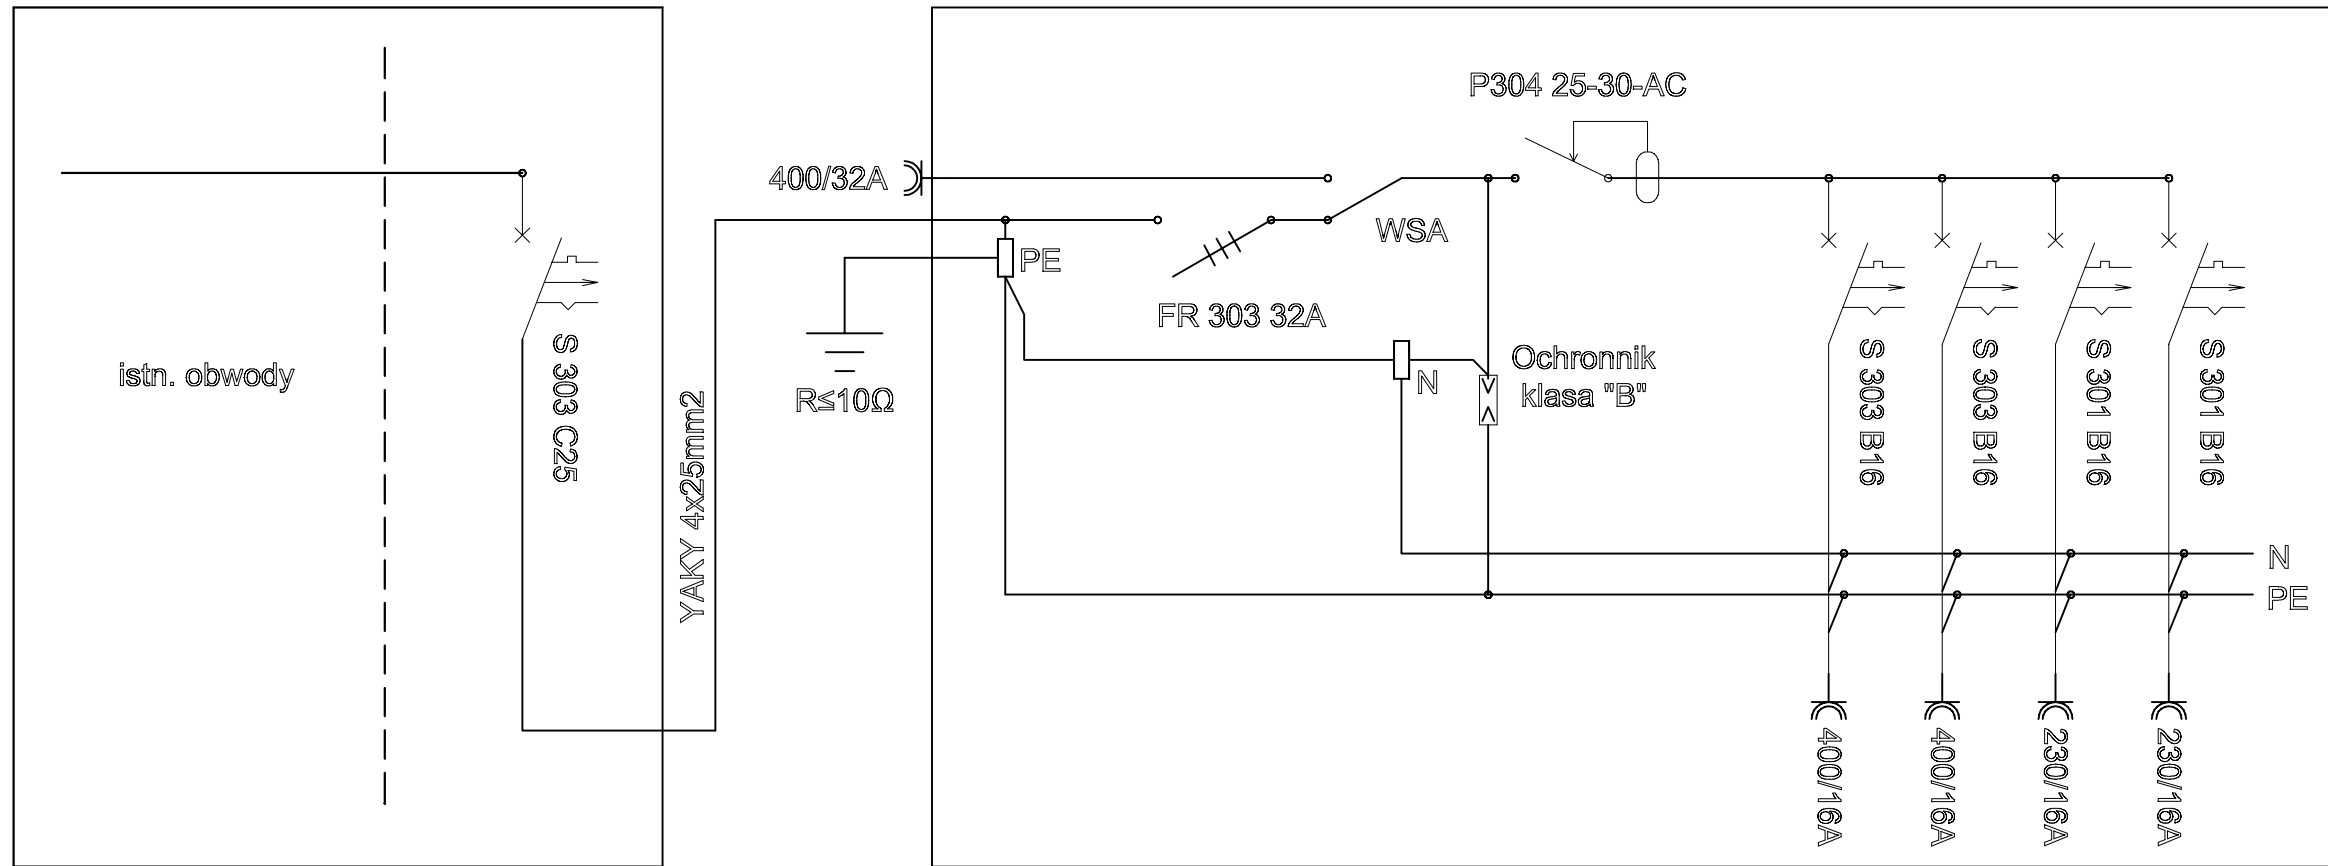 istn. obwody
S 303 C25
YAKY 4x25mm2
400/32A
PE
R≤10Ω
FR 303 32A
WSA
N
Ochronnik
klasa "B"
P304 25-30-AC
S 303 B16
S 303 B16
S 301 B16
S 301 B16
N
PE
400/16A
400/16A
230/16A
230/16A